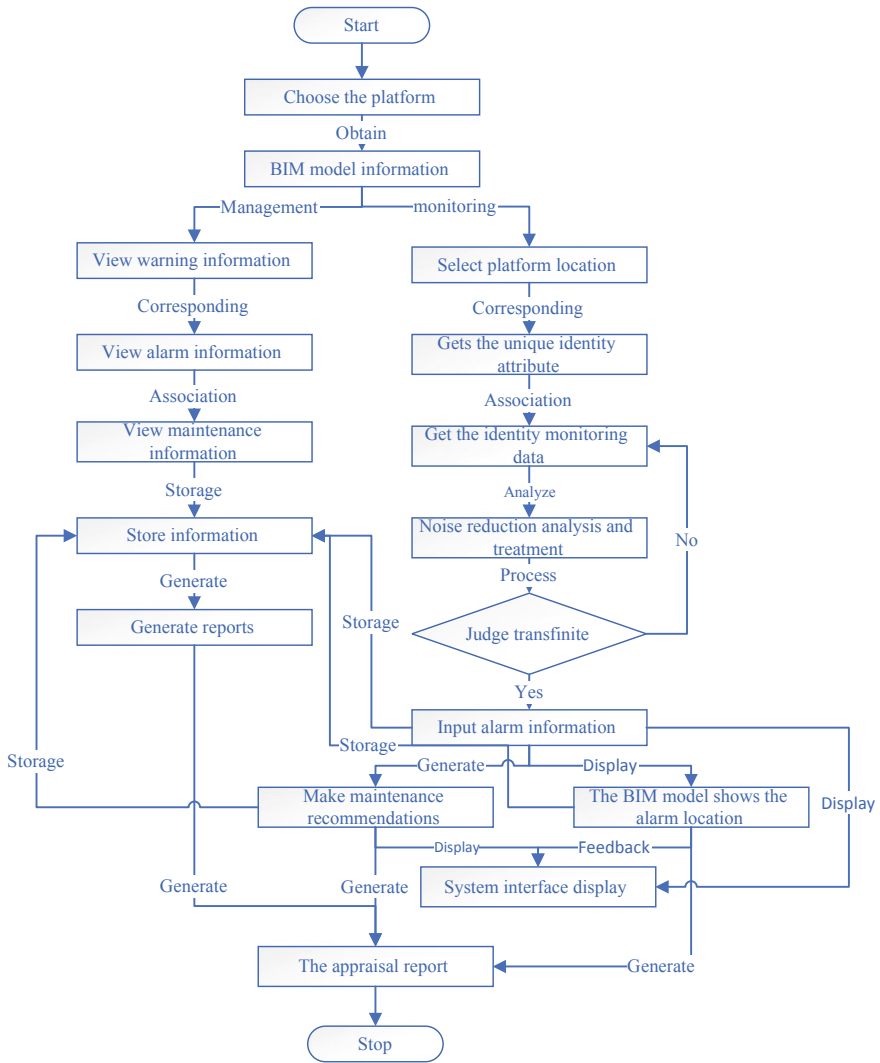 Start
Choose the platform
Obtain
BIM model information
Management
monitoring
View warning information
Select platform location
Corresponding
Corresponding
View alarm information
Gets the unique identity
attribute
Association
Association
View maintenance
information
Get the identity monitoring
data
Storage
Analyze
Store information
Noise reduction analysis and
treatment
No
Generate
Process
Generate reports
Storage
Judge transfinite
Yes
Input alarm information
Storage
Storage
Generate
Display
Make maintenance
recommendations
The BIM model shows the
alarm location
Display
Display
Feedback
Generate
Generate
System interface display
The appraisal report
Generate
Stop